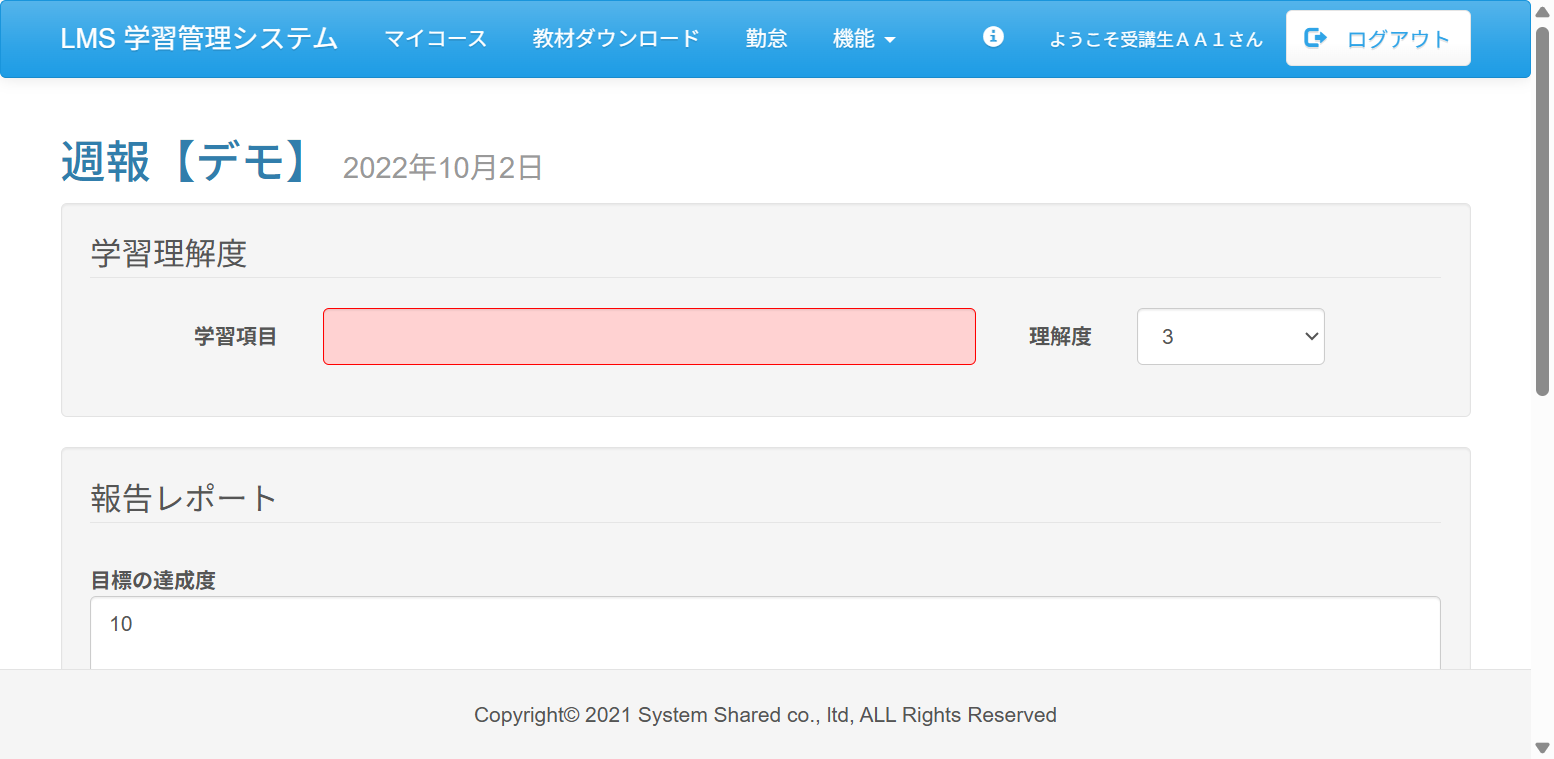 LMS 学習管理システム マイコース 教材ダウンロード 勤怠 機能 ようこそ受講生ＡＡ１さん ログアウト
週報【デモ】 2022年10月2日
学習理解度
学習項目 理解度 3
報告レポート
目標の達成度
10
Copyright© 2021 System Shared co., ltd, ALL Rights Reserved